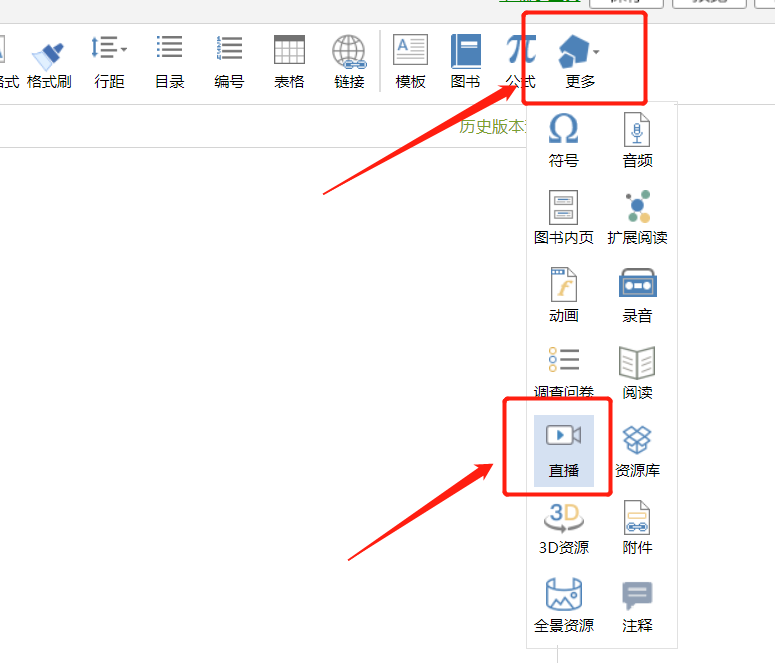 格式刷 行距 目录 编号 表格 链接 模板 图书 公式 更多
历史版本
符号 音频
图书内页 扩展阅读
动画 录音
调查问卷 阅读
直播 资源库
3D资源 附件
全景资源 注释